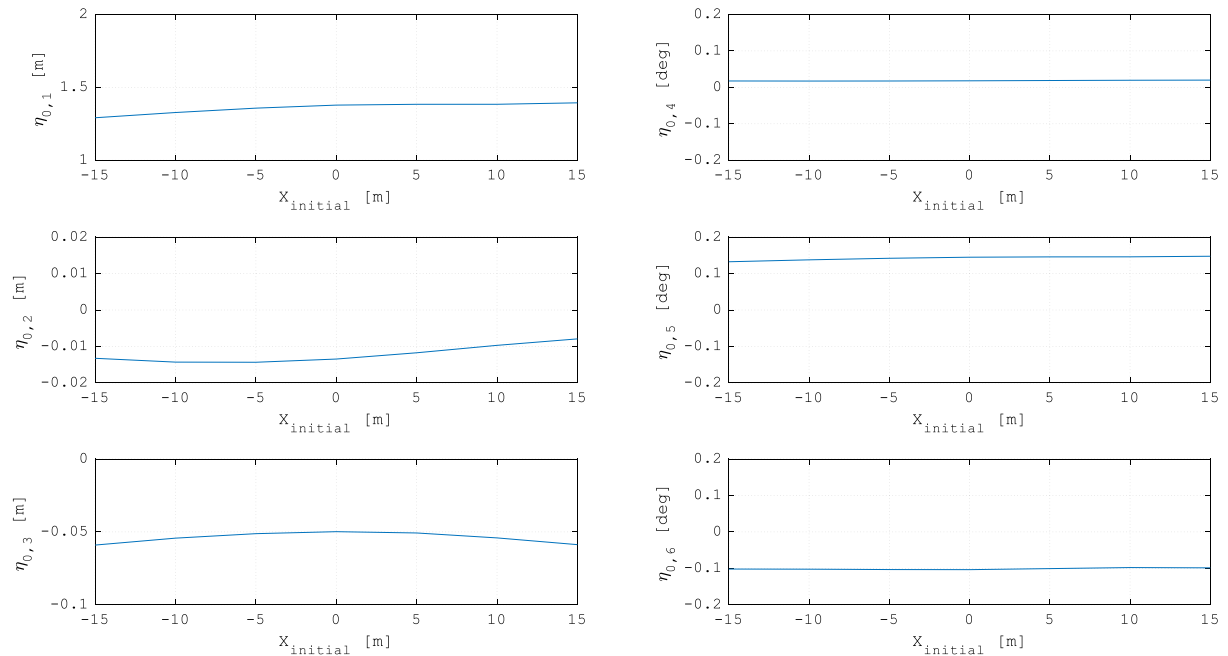 2
1.5
1
η0,1 [m]
-15 -10 -5 0 5 10 15
Xinitial [m]
0.2
0.1
0
-0.1
-0.2
η0,4 [deg]
-15 -10 -5 0 5 10 15
Xinitial [m]
0.02
0.01
0
-0.01
-0.02
η0,2 [m]
-15 -10 -5 0 5 10 15
Xinitial [m]
0.2
0.1
0
-0.1
-0.2
η0,5 [deg]
-15 -10 -5 0 5 10 15
Xinitial [m]
0
-0.05
-0.1
η0,3 [m]
-15 -10 -5 0 5 10 15
Xinitial [m]
0.2
0.1
0
-0.1
-0.2
η0,6 [deg]
-15 -10 -5 0 5 10 15
Xinitial [m]